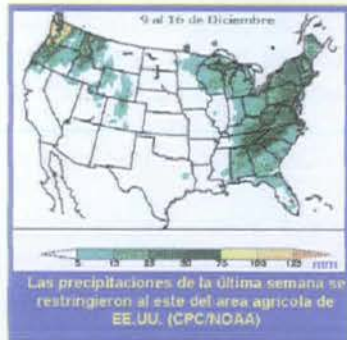 9 al 16 de Diciembre
5 15 25 50 75 100 125 mm
Las precipitaciones de la última semana se
restringieron al este del area agrícola de
EE.UU. (CPC/NOAA)